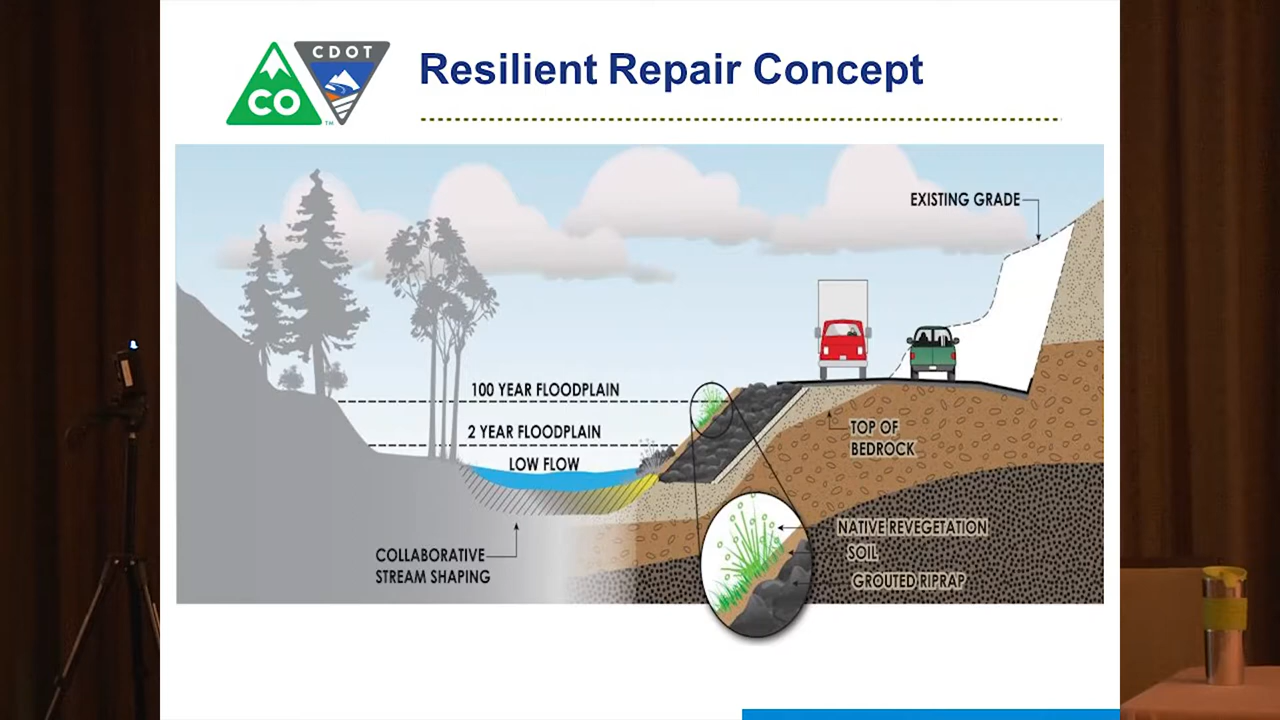 CDOT
CO
TM
Resilient Repair Concept
EXISTING GRADE
100 YEAR FLOODPLAIN
2 YEAR FLOODPLAIN
LOW FLOW
TOP OF
BEDROCK
COLLABORATIVE
STREAM SHAPING
NATIVE REVEGETATION
SOIL
GROUTED RIPRAP